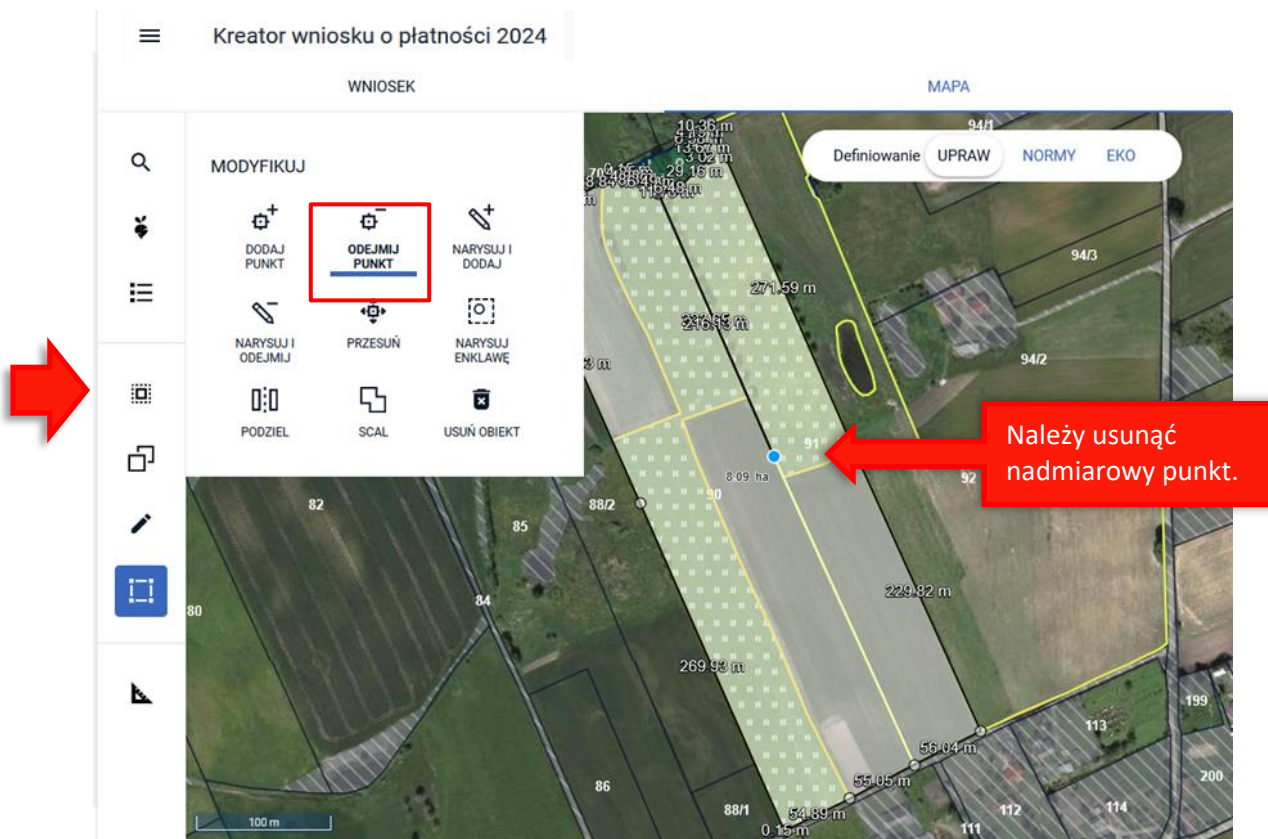 Kreator wniosku o płatności 2024
WNIOSEK
MAPA
MODYFIKUJ
DODAJ
PUNKT
ODEJMIJ
PUNKT
NARYSUJ I
DODAJ
NARYSUJ I
ODEJMIJ
PRZESUŃ
NARYSUJ
ENKLAWĘ
PODZIEL
SCAL
USUŃ OBIEKT
Definiowanie UPRAW NORMY EKO
10.36 m
13.67 m
3.02 m
29.16 m
94/1
94/3
271.59 m
94/2
3 m
Należy usunąć
nadmiarowy punkt.
91
92
8.09 ha
90
88/2
82
85
84
80
229.82 m
269.93 m
199
113
56.04 m
55.05 m
200
86
88/1
54.89 m
0.15 m
112
114
111
100 m